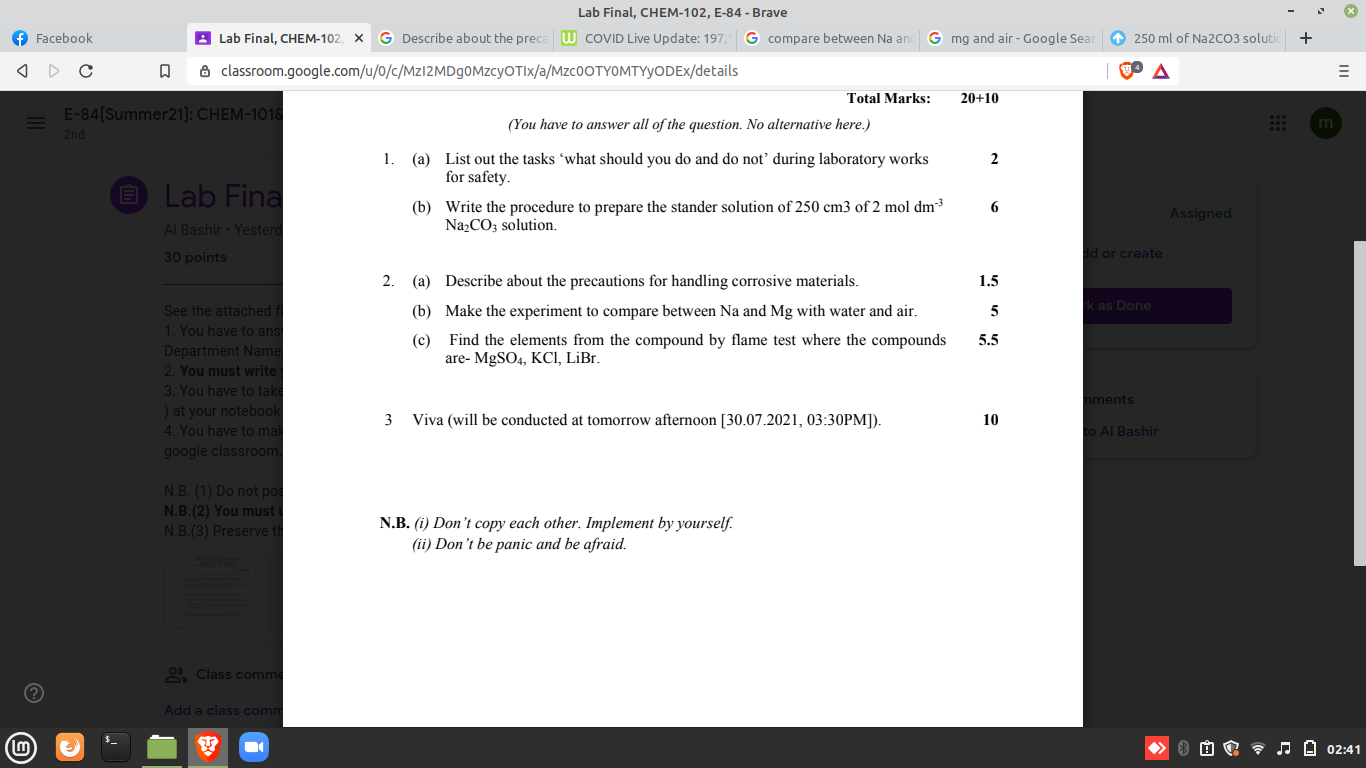 Lab Final, CHEM-102, E-84 - Brave
Facebook
Lab Final, CHEM-102,
Describe about the preca
COVID Live Update: 197,
compare between Na and
mg and air - Google Sear
250 ml of Na2CO3 soluti
classroom.google.com/u/0/c/MzI2MDg0MzcyOTIx/a/Mzc0OTY0MTYyODEx/details
4
E-84[Summer21]: CHEM-101&
2nd
m
Total Marks: 20+10
(You have to answer all of the question. No alternative here.)
1. (a) List out the tasks ‘what should you do and do not’ during laboratory works 2
for safety.
(b) Write the procedure to prepare the stander solution of 250 cm3 of 2 mol dm⁻³ 6
Na₂CO₃ solution.
2. (a) Describe about the precautions for handling corrosive materials. 1.5
(b) Make the experiment to compare between Na and Mg with water and air. 5
(c) Find the elements from the compound by flame test where the compounds 5.5
are- MgSO₄, KCl, LiBr.
3 Viva (will be conducted at tomorrow afternoon [30.07.2021, 03:30PM]). 10
N.B. (i) Don’t copy each other. Implement by yourself.
(ii) Don’t be panic and be afraid.
Lab Fina
Al Bashir • Yesterd
30 points
See the attached fi
1. You have to ans
Department Name
2. You must write
3. You have to take
) at your notebook
4. You have to mak
google classroom.
N.B. (1) Do not pos
N.B.(2) You must u
N.B.(3) Preserve th
Class comme
Add a class comm
Assigned
dd or create
k as Done
mments
to Al Bashir
02:41